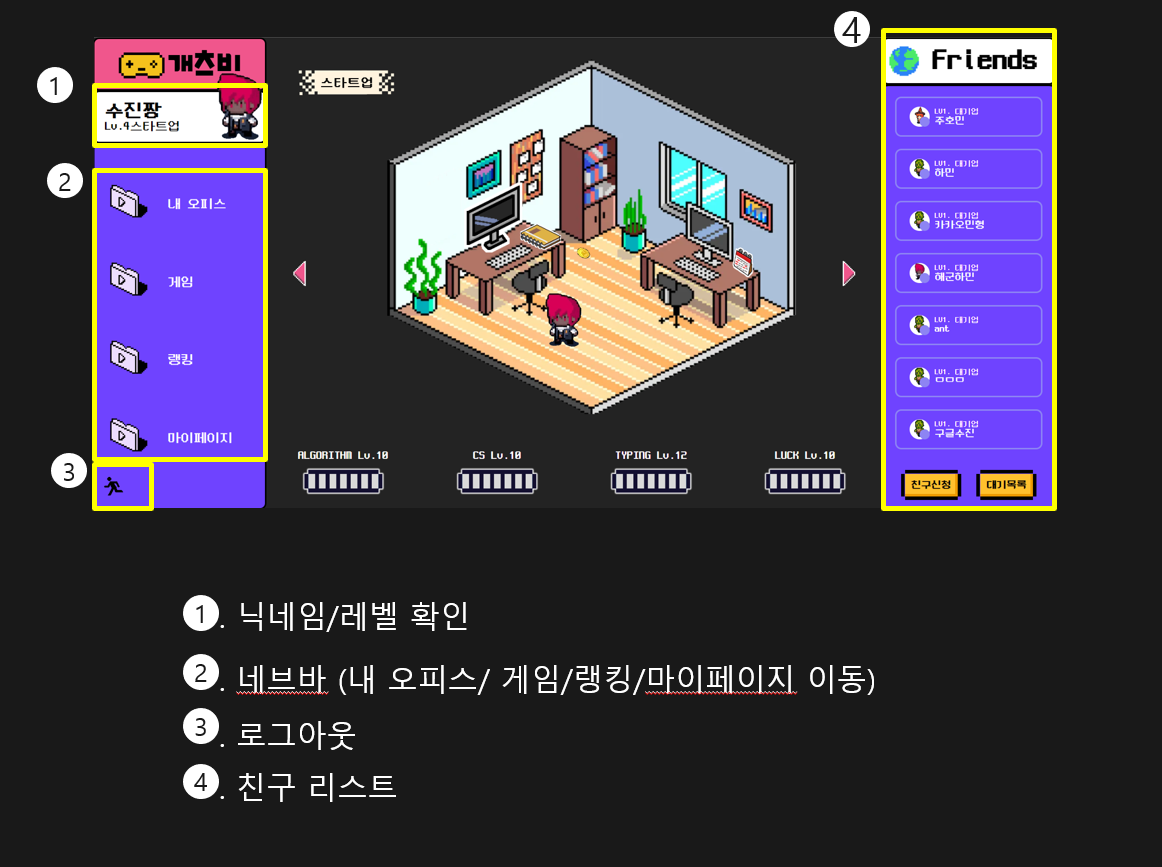 4
개츠비
Friends
1
수진짱
Lv.4스타트업
스타트업
2
내 오피스
게임
랭킹
마이페이지
3
LV1. 대기업
주호민
LV1. 대기업
하민
LV1. 대기업
카카오민형
LV1. 대기업
해군하민
LV1. 대기업
ant
LV1. 대기업
ㅁㅁㅁ
LV1. 대기업
구글수진
친구신청
대기목록
ALGORITHM Lv.10
CS Lv.10
TYPING Lv.12
LUCK Lv.10
1. 닉네임/레벨 확인
2. 네브바 (내 오피스/ 게임/랭킹/마이페이지 이동)
3. 로그아웃
4. 친구 리스트